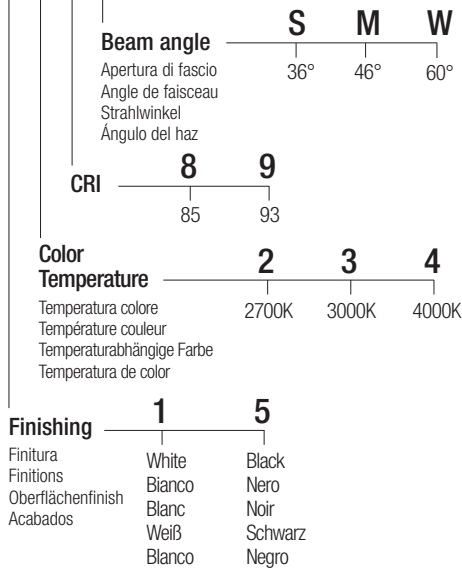 S M W
Beam angle
Apertura di fascio 36° 46° 60°
Angle de faisceau
Strahlwinkel
Ángulo del haz
8 9
CRI
85 93
Color
Temperature 2 3 4
Temperatura colore 2700K 3000K 4000K
Température couleur
Temperaturabhängige Farbe
Temperatura de color
1 5
Finishing
Finitura White Black
Finitions Bianco Nero
Oberflächenfinish Blanc Noir
Acabados Weiß Schwarz
Blanco Negro